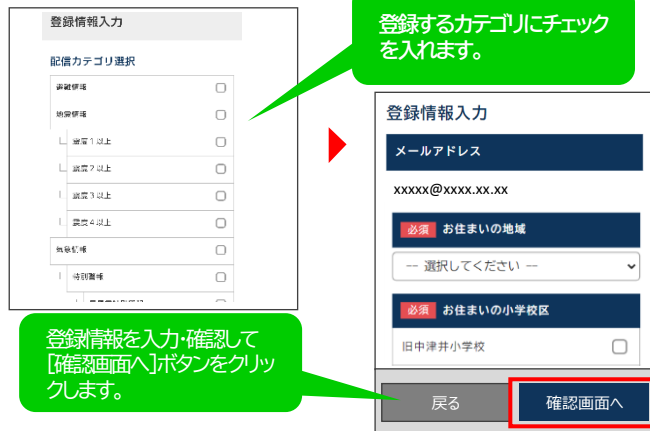 登録情報入力
配信カテゴリ選択
避難情報
地震情報
震度1以上
震度2以上
震度3以上
震度4以上
気象情報
特別警報
登録するカテゴリにチェック
を入れます。
登録情報入力
メールアドレス
xxxxx@xxxx.xx.xx
必須 お住まいの地域
-- 選択してください --
必須 お住まいの小学校区
旧中津井小学校
戻る 確認画面へ
登録情報を入力・確認して
[確認画面へ]ボタンをクリッ
クします。